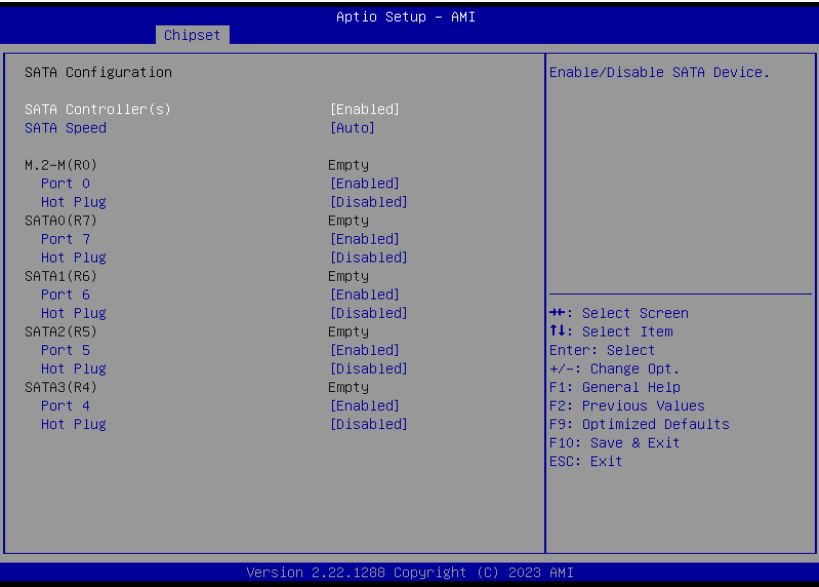 Aptio Setup – AMI
Chipset
SATA Configuration
SATA Controller(s) [Enabled]
SATA Speed [Auto]
M.2-M(R0) Empty
Port 0 [Enabled]
Hot Plug [Disabled]
SATA0(R7) Empty
Port 7 [Enabled]
Hot Plug [Disabled]
SATA1(R6) Empty
Port 6 [Enabled]
Hot Plug [Disabled]
SATA2(R5) Empty
Port 5 [Enabled]
Hot Plug [Disabled]
SATA3(R4) Empty
Port 4 [Enabled]
Hot Plug [Disabled]
Enable/Disable SATA Device.
→←: Select Screen
↑↓: Select Item
Enter: Select
+/-: Change Opt.
F1: General Help
F2: Previous Values
F9: Optimized Defaults
F10: Save & Exit
ESC: Exit
Version 2.22.1288 Copyright (C) 2023 AMI